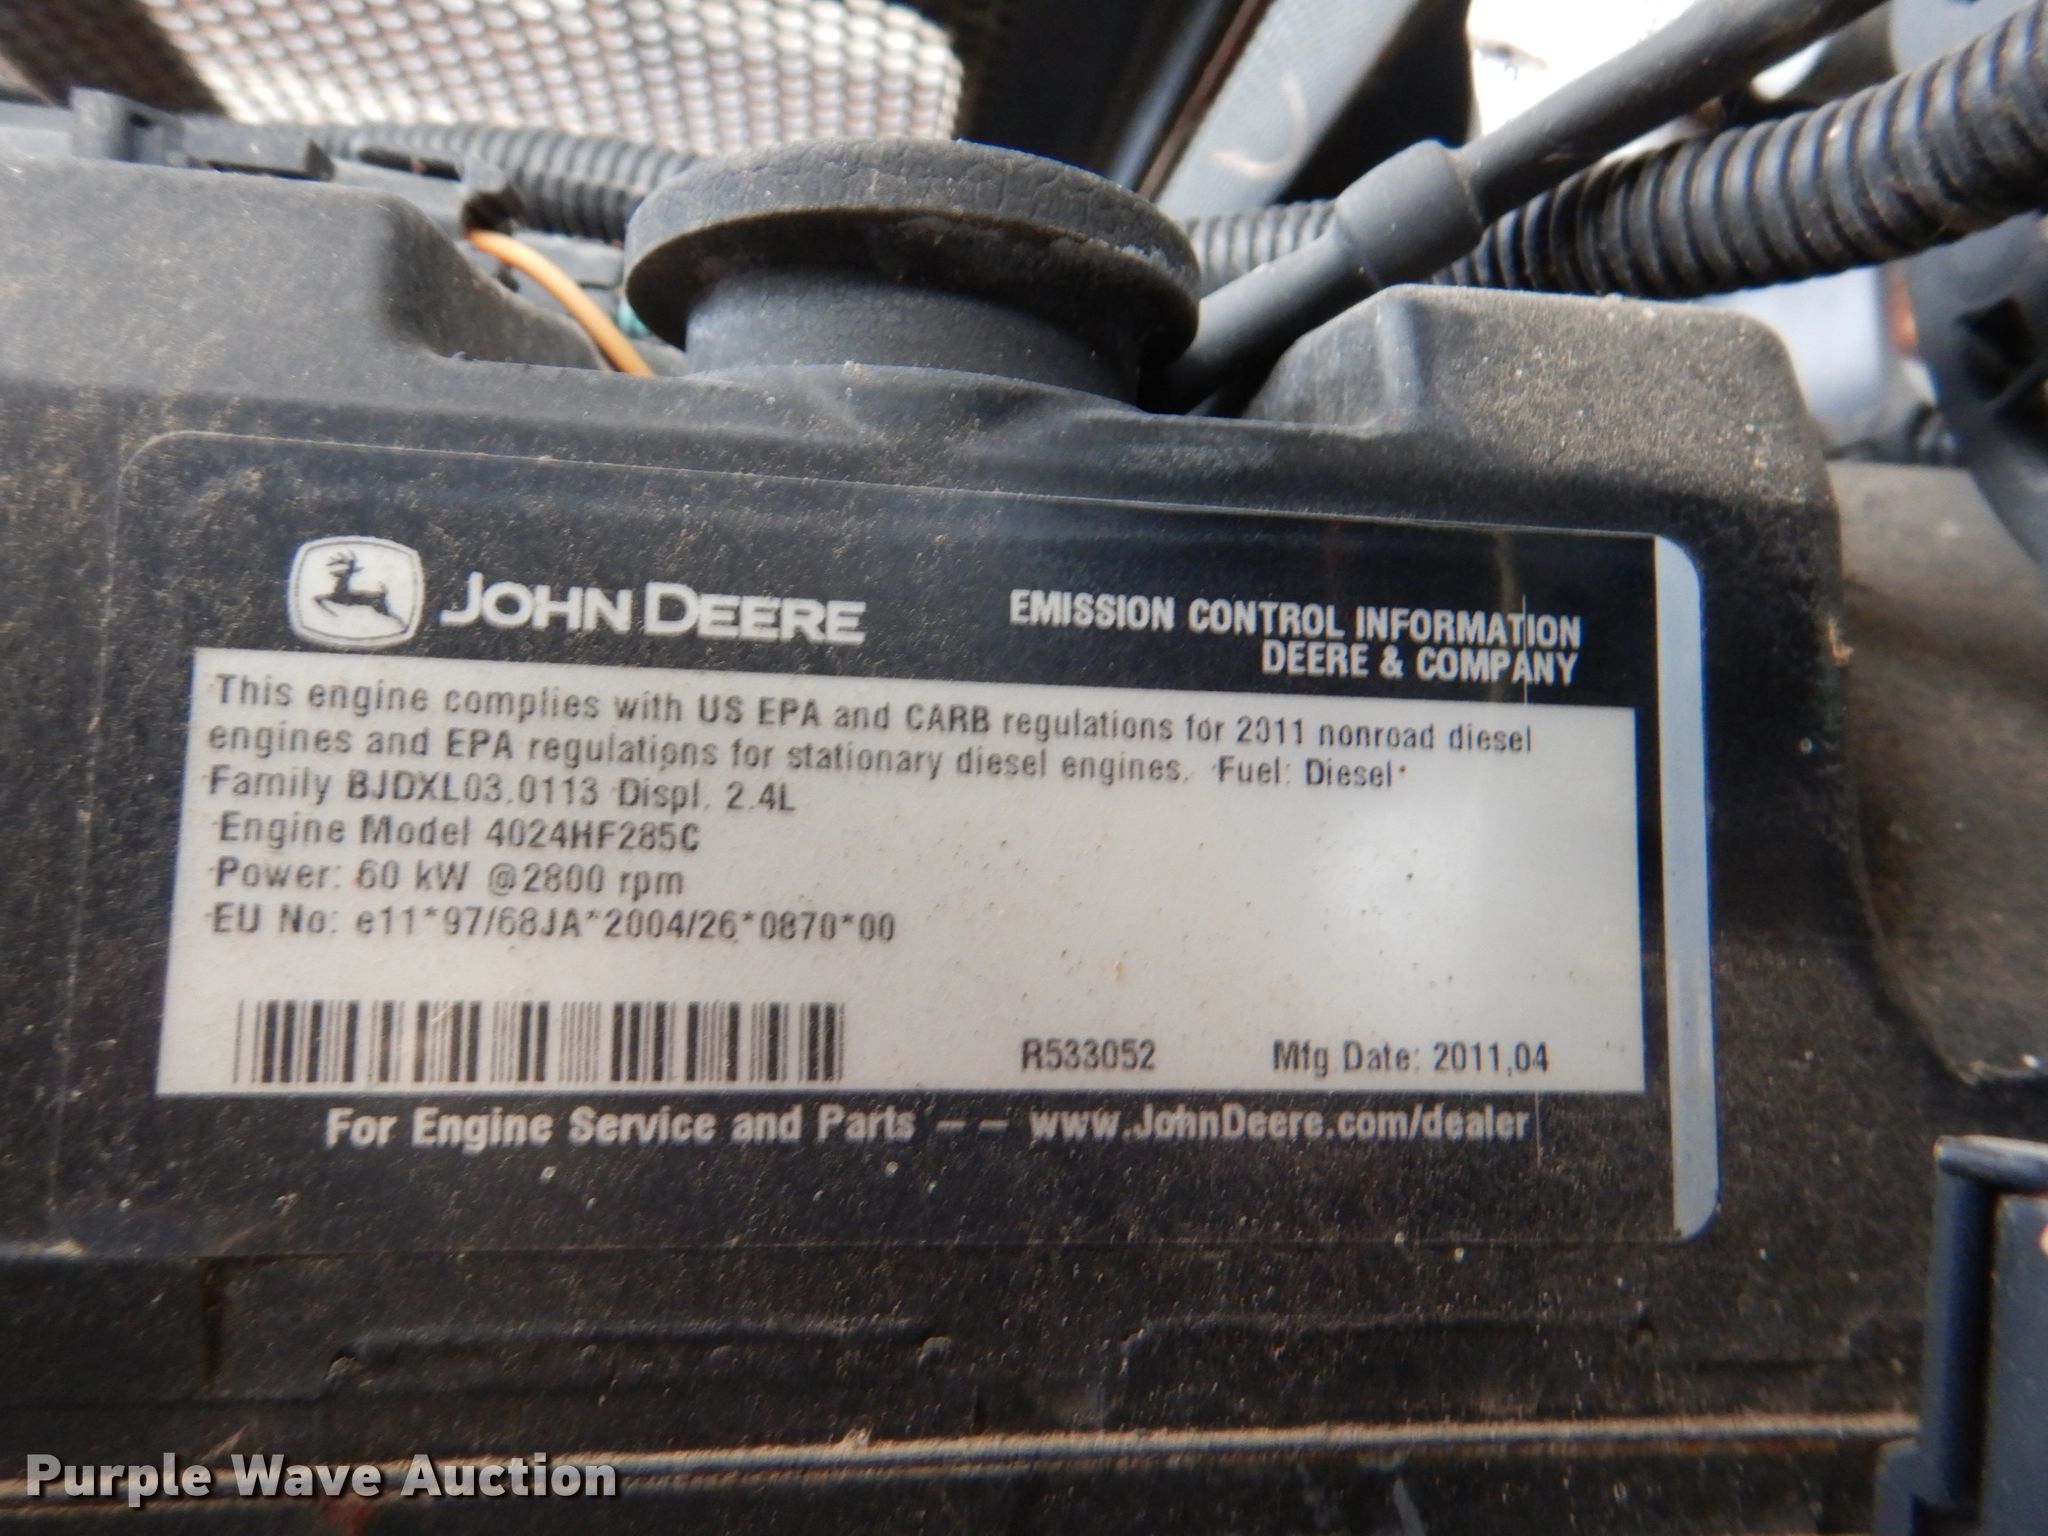 JOHN DEERE
EMISSION CONTROL INFORMATION
DEERE & COMPANY
This engine complies with US EPA and CARB regulations for 2011 nonroad diesel
engines and EPA regulations for stationary diesel engines. Fuel: Diesel
Family BJDXL03.0113 Displ. 2.4L
Engine Model 4024HF285C
Power: 60 kW @2800 rpm
EU No: e11*97/68JA*2004/26*0870*00
R533052 Mfg Date: 2011,04
For Engine Service and Parts -- www.JohnDeere.com/dealer
Purple Wave Auction